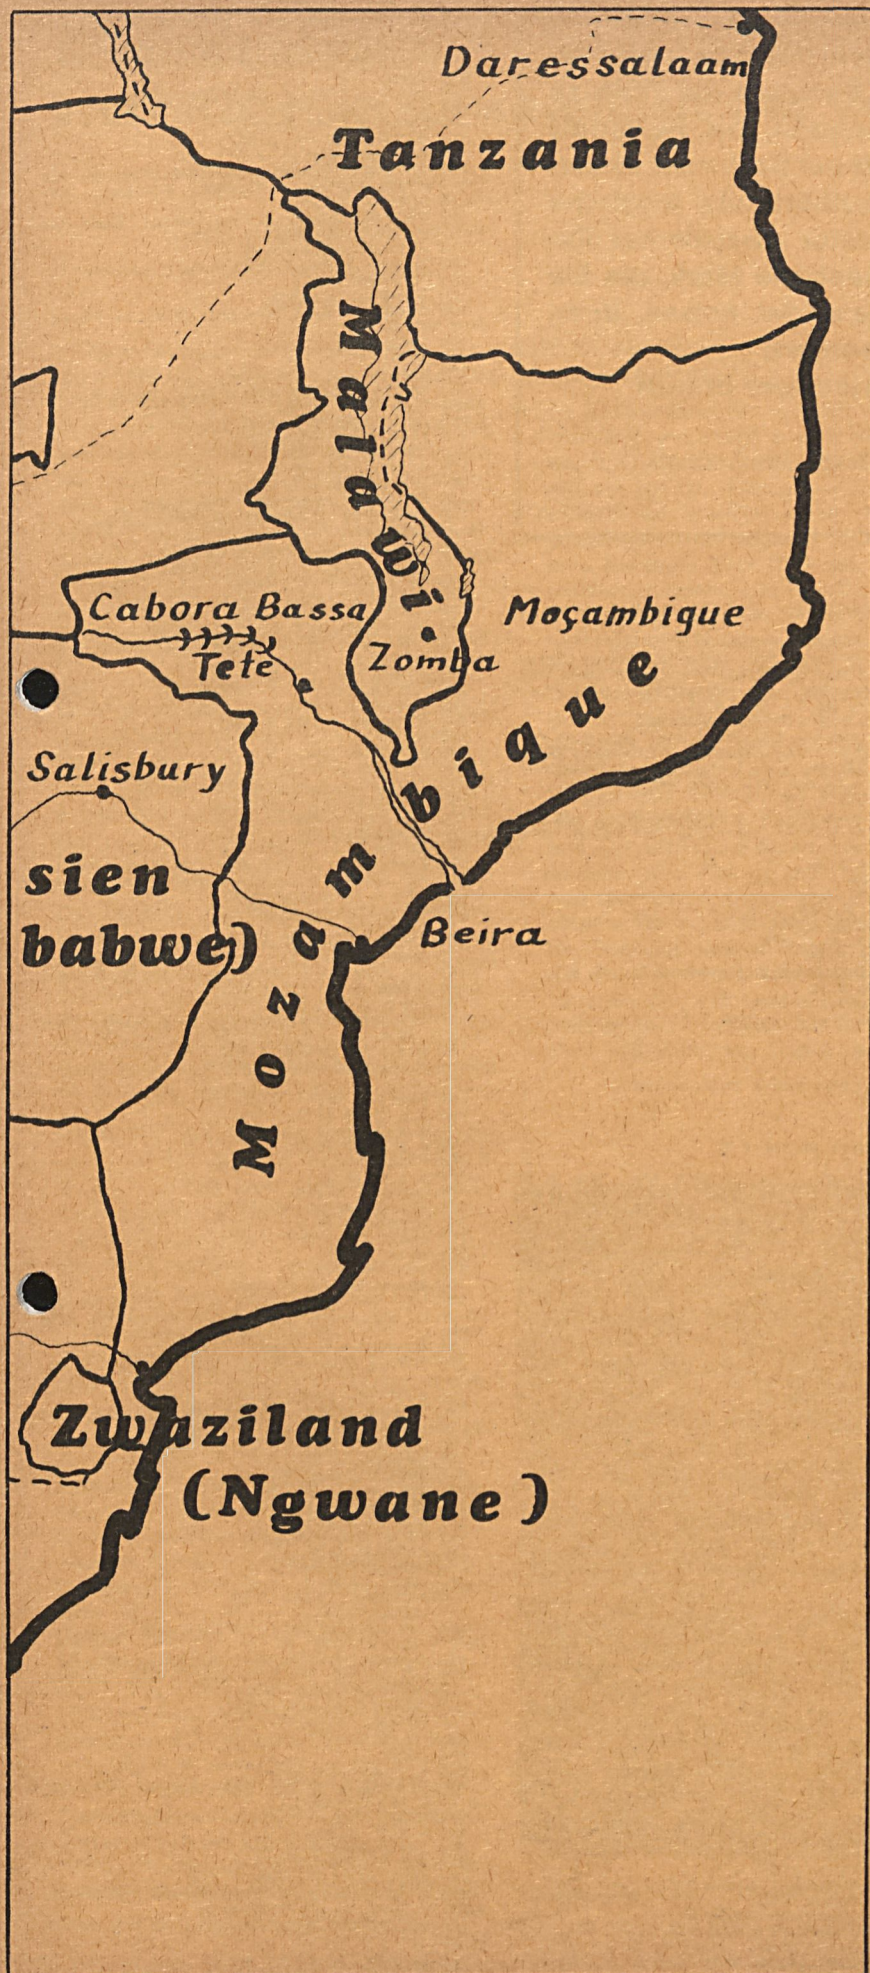 Daressalaam
Tanzania
Malawi
Cabora Bassa
Moçambique
Tete
Zomba
Salisbury
Mozambique
sien
babwe)
Beira
Zwaziland
(Ngwane)